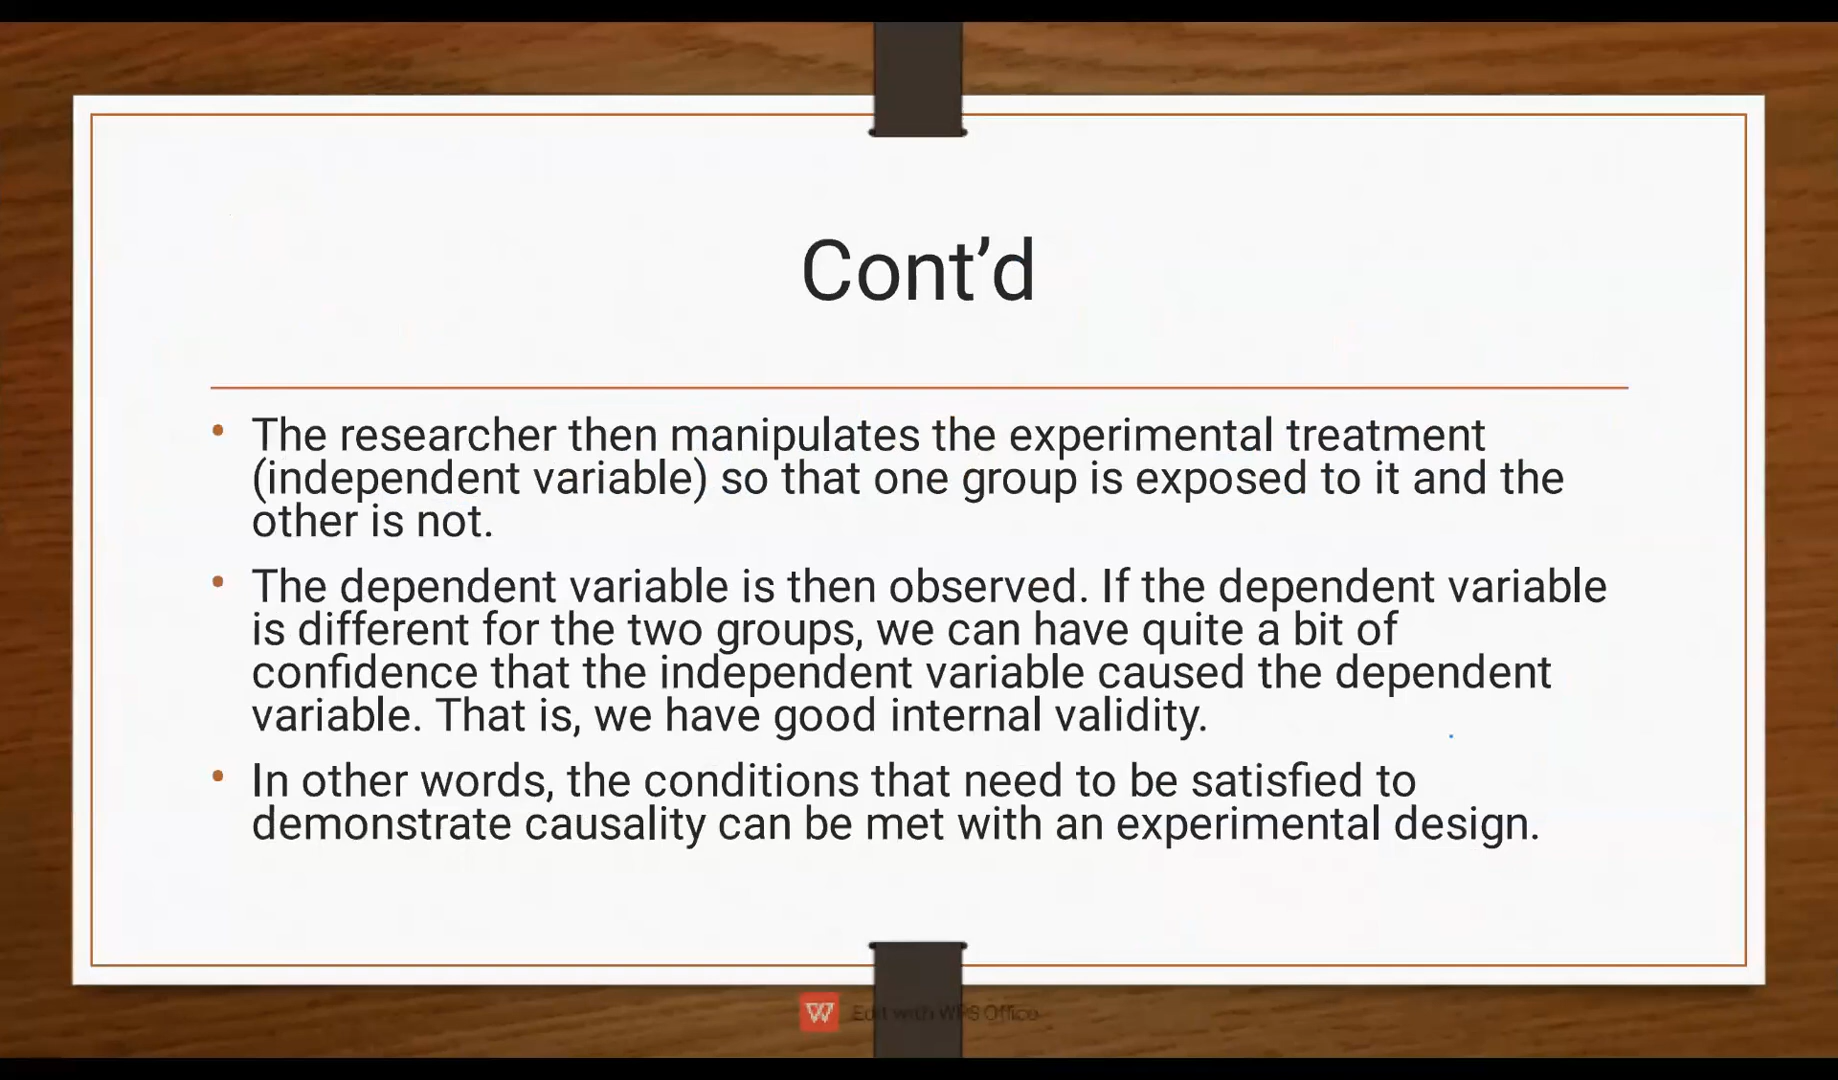 Cont’d
• The researcher then manipulates the experimental treatment
(independent variable) so that one group is exposed to it and the
other is not.
• The dependent variable is then observed. If the dependent variable
is different for the two groups, we can have quite a bit of
confidence that the independent variable caused the dependent
variable. That is, we have good internal validity.
• In other words, the conditions that need to be satisfied to
demonstrate causality can be met with an experimental design.
W Edit with WPS Office